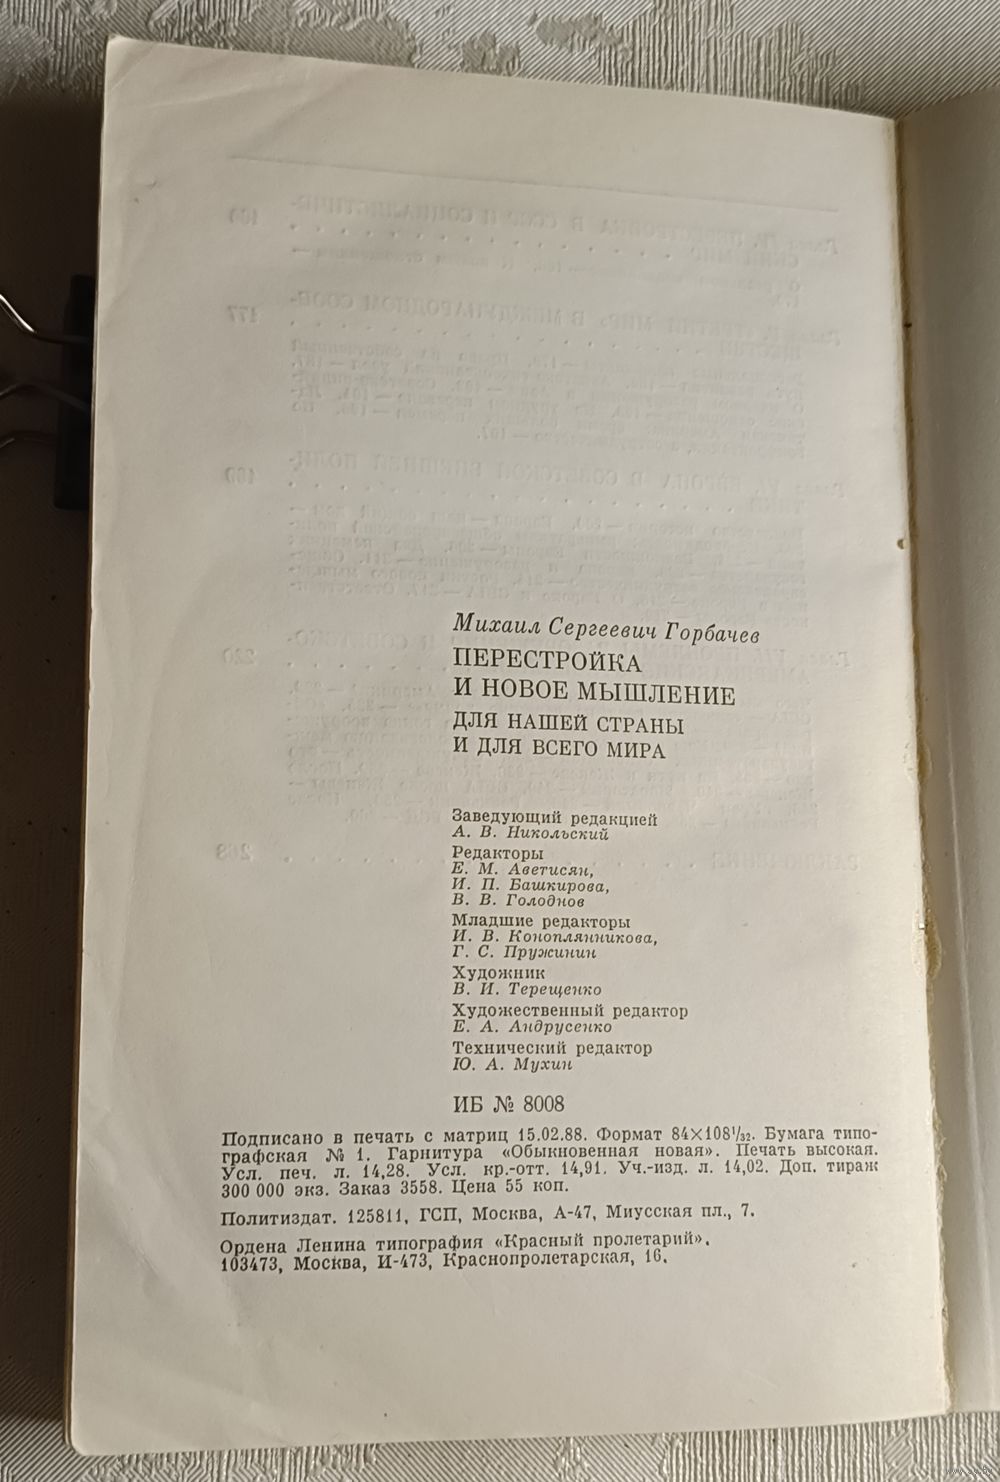 Михаил Сергеевич Горбачев
ПЕРЕСТРОЙКА
И НОВОЕ МЫШЛЕНИЕ
ДЛЯ НАШЕЙ СТРАНЫ
И ДЛЯ ВСЕГО МИРА
Заведующий редакцией
А. В. Никольский
Редакторы
Е. М. Аветисян,
И. П. Башкирова,
В. В. Голоднов
Младшие редакторы
И. В. Коноплянникова,
Г. С. Пружинин
Художник
В. И. Терещенко
Художественный редактор
Е. А. Андрусенко
Технический редактор
Ю. А. Мухин
ИБ № 8008
Подписано в печать с матриц 15.02.88. Формат 84×108¹/₃₂. Бумага типо-
графская № 1. Гарнитура «Обыкновенная новая». Печать высокая.
Усл. печ. л. 14,28. Усл. кр.-отт. 14,91. Уч.-изд. л. 14,02. Доп. тираж
300 000 экз. Заказ 3558. Цена 55 коп.
Политиздат. 125811, ГСП, Москва, А-47, Миусская пл., 7.
Ордена Ленина типография «Красный пролетарий».
103473, Москва, И-473, Краснопролетарская, 16.